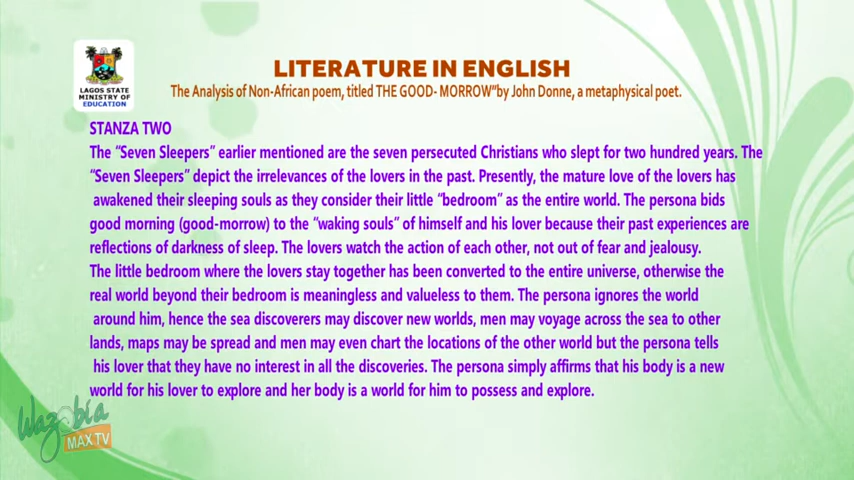 LITERATURE IN ENGLISH
The Analysis of Non-African poem, titled THE GOOD- MORROW"by John Donne, a metaphysical poet.
LAGOS STATE
MINISTRY OF
EDUCATION
STANZA TWO
The "Seven Sleepers" earlier mentioned are the seven persecuted Christians who slept for two hundred years. The
"Seven Sleepers" depict the irrelevances of the lovers in the past. Presently, the mature love of the lovers has
awakened their sleeping souls as they consider their little "bedroom" as the entire world. The persona bids
good morning (good-morrow) to the "waking souls" of himself and his lover because their past experiences are
reflections of darkness of sleep. The lovers watch the action of each other, not out of fear and jealousy.
The little bedroom where the lovers stay together has been converted to the entire universe, otherwise the
real world beyond their bedroom is meaningless and valueless to them. The persona ignores the world
around him, hence the sea discoverers may discover new worlds, men may voyage across the sea to other
lands, maps may be spread and men may even chart the locations of the other world but the persona tells
his lover that they have no interest in all the discoveries. The persona simply affirms that his body is a new
world for his lover to explore and her body is a world for him to possess and explore.
Wazobia
MAX TV